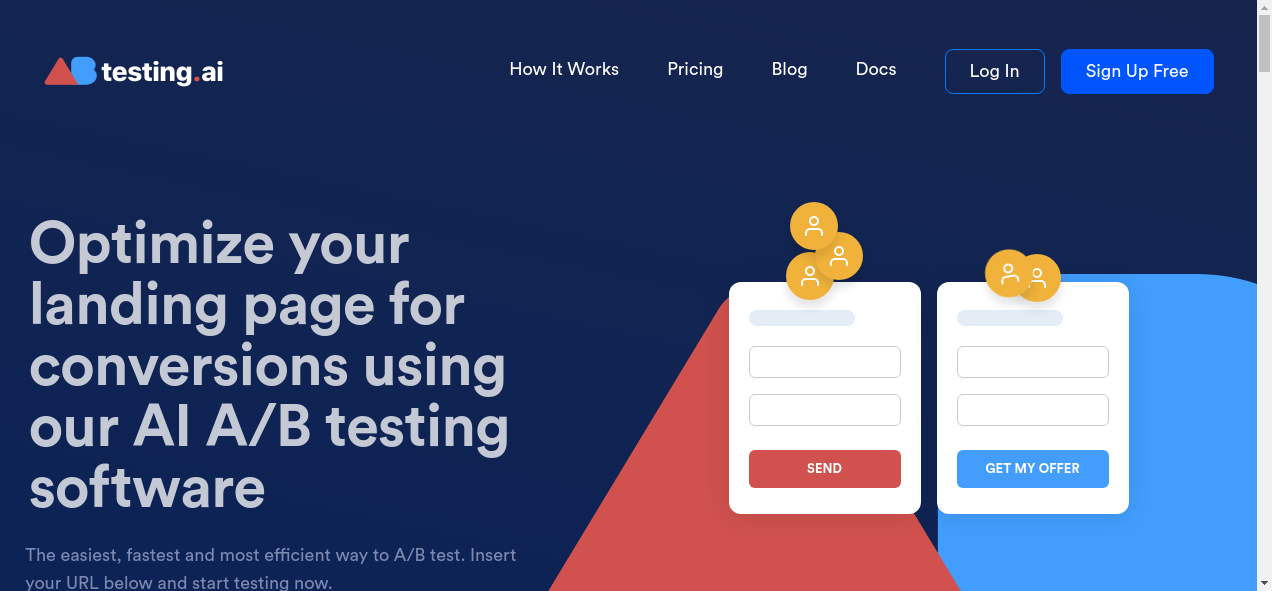 testing.ai
How It Works
Pricing
Blog
Docs
Log In
Sign Up Free
Optimize your
landing page for
conversions using
our AI A/B testing
software
The easiest, fastest and most efficient way to A/B test. Insert
your URL below and start testing now.
SEND
GET MY OFFER